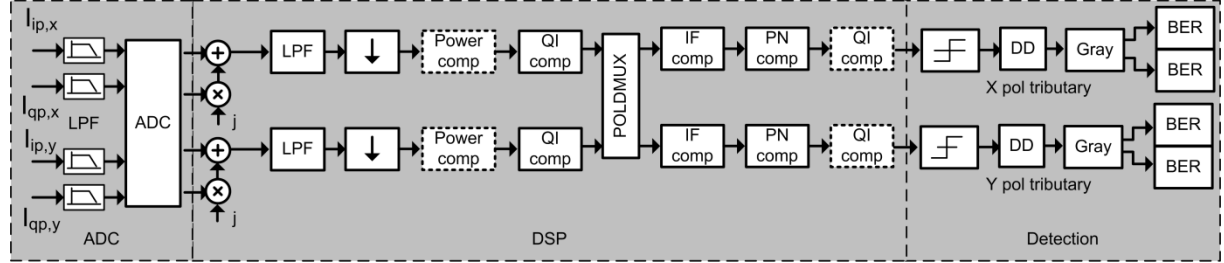 I_ip,x
I_qp,x
LPF
I_ip,y
I_qp,y
ADC
ADC
j
j
LPF
Power
comp
QI
comp
POLDMUX
IF
comp
PN
comp
QI
comp
DD
Gray
BER
BER
X pol tributary
LPF
Power
comp
QI
comp
IF
comp
PN
comp
QI
comp
DD
Gray
BER
BER
Y pol tributary
DSP
Detection